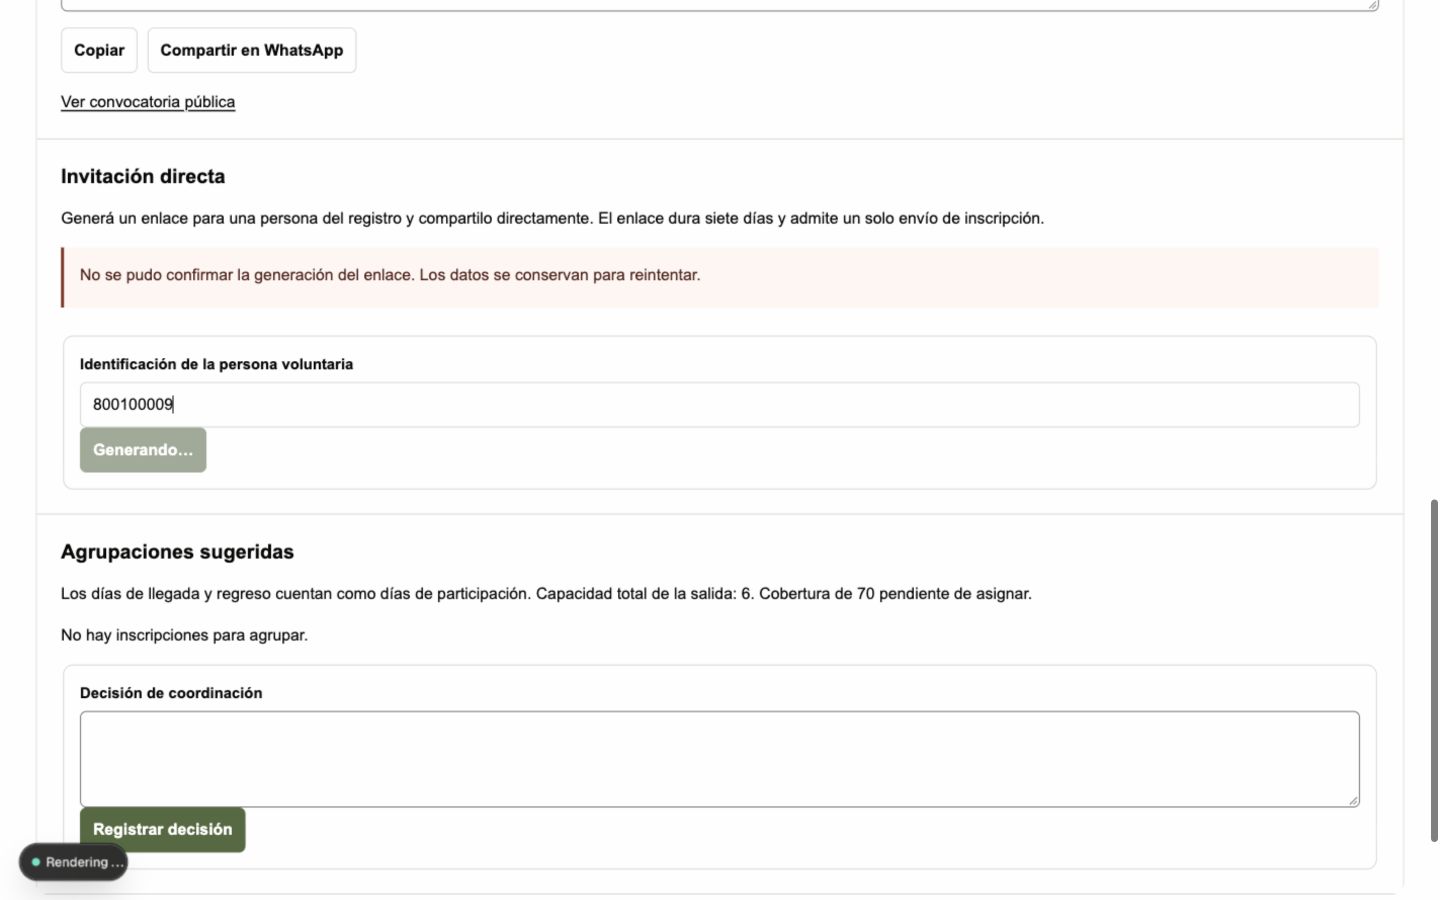 Copiar
Compartir en WhatsApp
Ver convocatoria pública
Invitación directa
Generá un enlace para una persona del registro y compartilo directamente. El enlace dura siete días y admite un solo envío de inscripción.
No se pudo confirmar la generación del enlace. Los datos se conservan para reintentar.
Identificación de la persona voluntaria
800100009
Generando...
Agrupaciones sugeridas
Los días de llegada y regreso cuentan como días de participación. Capacidad total de la salida: 6. Cobertura de 70 pendiente de asignar.
No hay inscripciones para agrupar.
Decisión de coordinación
Registrar decisión
Rendering ...